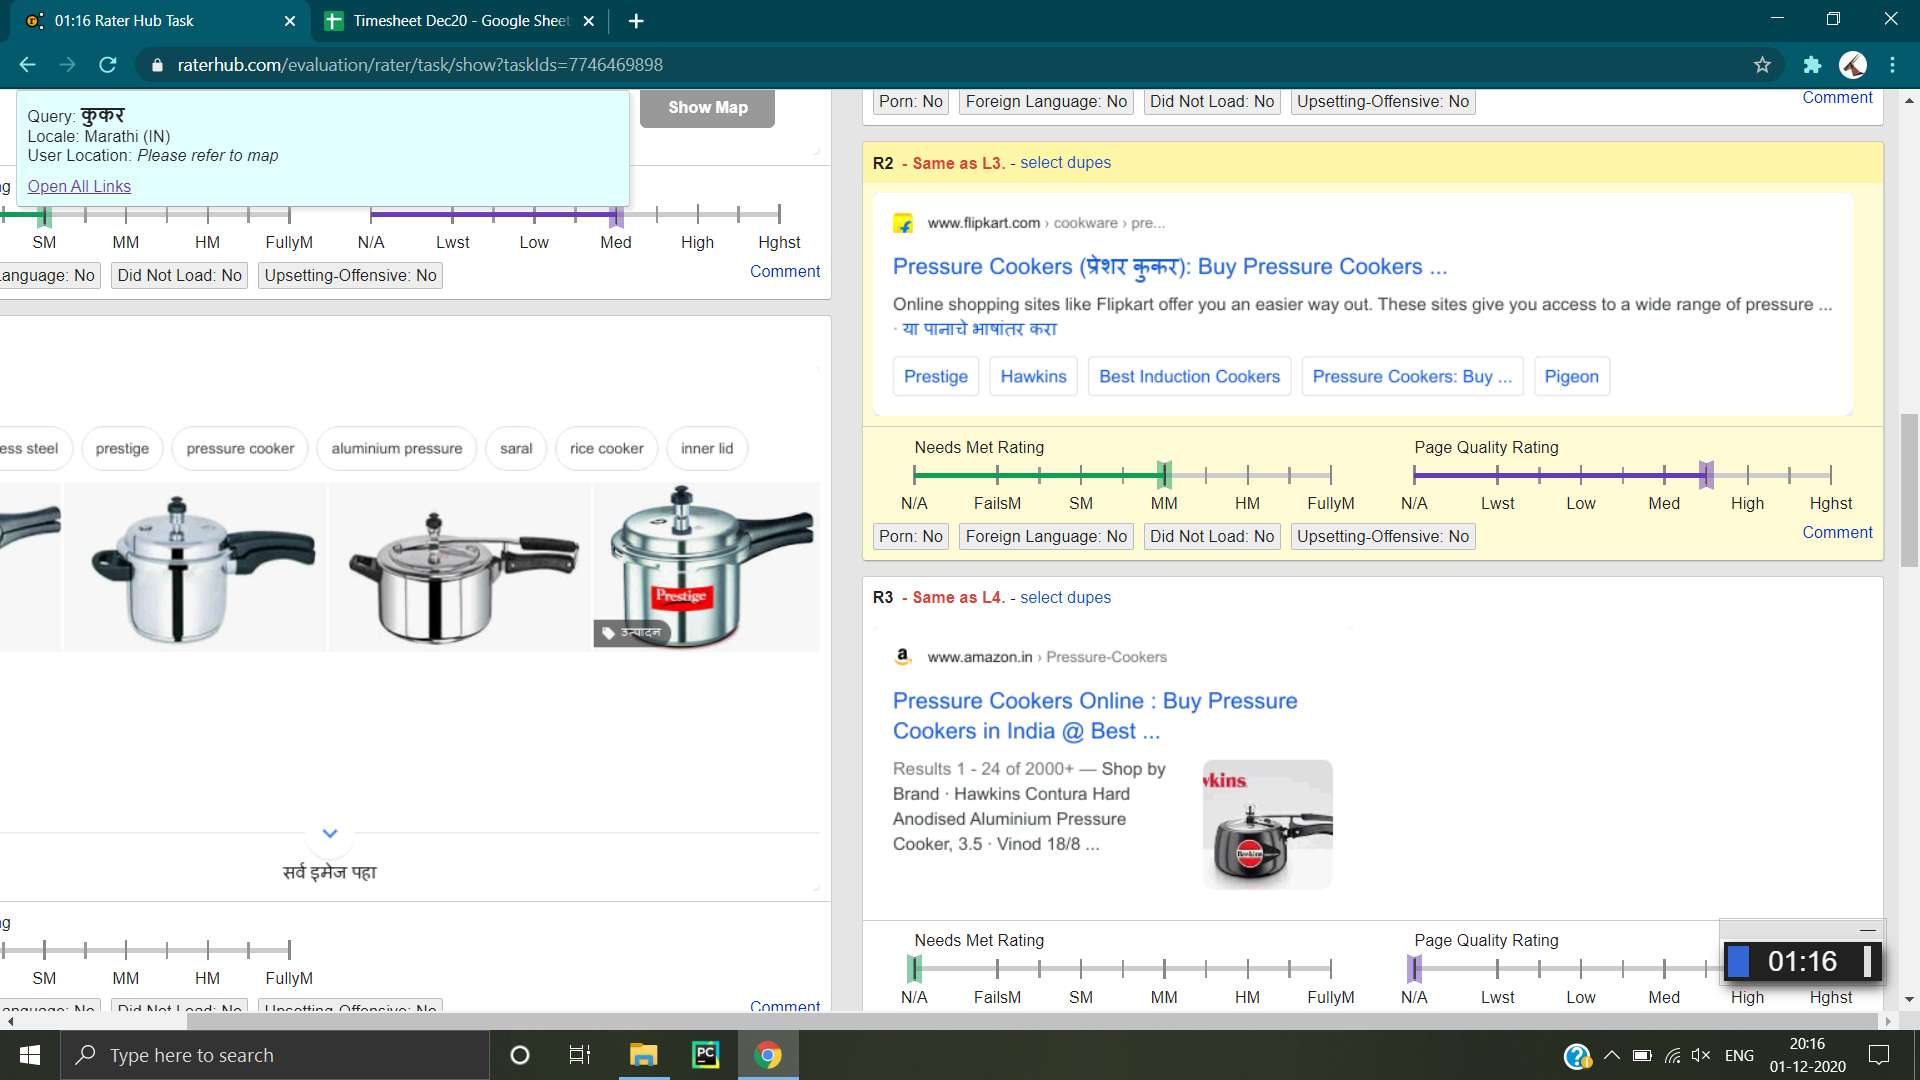 01:16 Rater Hub Task
Timesheet Dec20 - Google Sheet
raterhub.com/evaluation/rater/task/show?taskIds=7746469898
Query: कुकर
Locale: Marathi (IN)
User Location: Please refer to map
Open All Links
Show Map
SM MM HM FullyM N/A Lwst Low Med High Hghst
anguage: No Did Not Load: No Upsetting-Offensive: No Comment
ess steel prestige pressure cooker aluminium pressure saral rice cooker inner lid
Prestige
उत्पादन
सर्व इमेज पहा
SM MM HM FullyM
Did Not Load: No Upsetting-Offensive: No Comment
Porn: No Foreign Language: No Did Not Load: No Upsetting-Offensive: No Comment
R2 - Same as L3. - select dupes
www.flipkart.com › cookware › pre...
Pressure Cookers (प्रेशर कुकर): Buy Pressure Cookers ...
Online shopping sites like Flipkart offer you an easier way out. These sites give you access to a wide range of pressure ...
· या पानाचे भाषांतर करा
Prestige Hawkins Best Induction Cookers Pressure Cookers: Buy ... Pigeon
Needs Met Rating Page Quality Rating
N/A FailsM SM MM HM FullyM N/A Lwst Low Med High Hghst
Porn: No Foreign Language: No Did Not Load: No Upsetting-Offensive: No Comment
R3 - Same as L4. - select dupes
www.amazon.in › Pressure-Cookers
Pressure Cookers Online : Buy Pressure
Cookers in India @ Best ...
Results 1 - 24 of 2000+ — Shop by
Brand · Hawkins Contura Hard
Anodised Aluminium Pressure
Cooker, 3.5 · Vinod 18/8 ...
wkins
Needs Met Rating Page Quality Rating
01:16
N/A FailsM SM MM HM FullyM N/A Lwst Low Med High Hghst
Type here to search
PC
ENG
20:16
01-12-2020